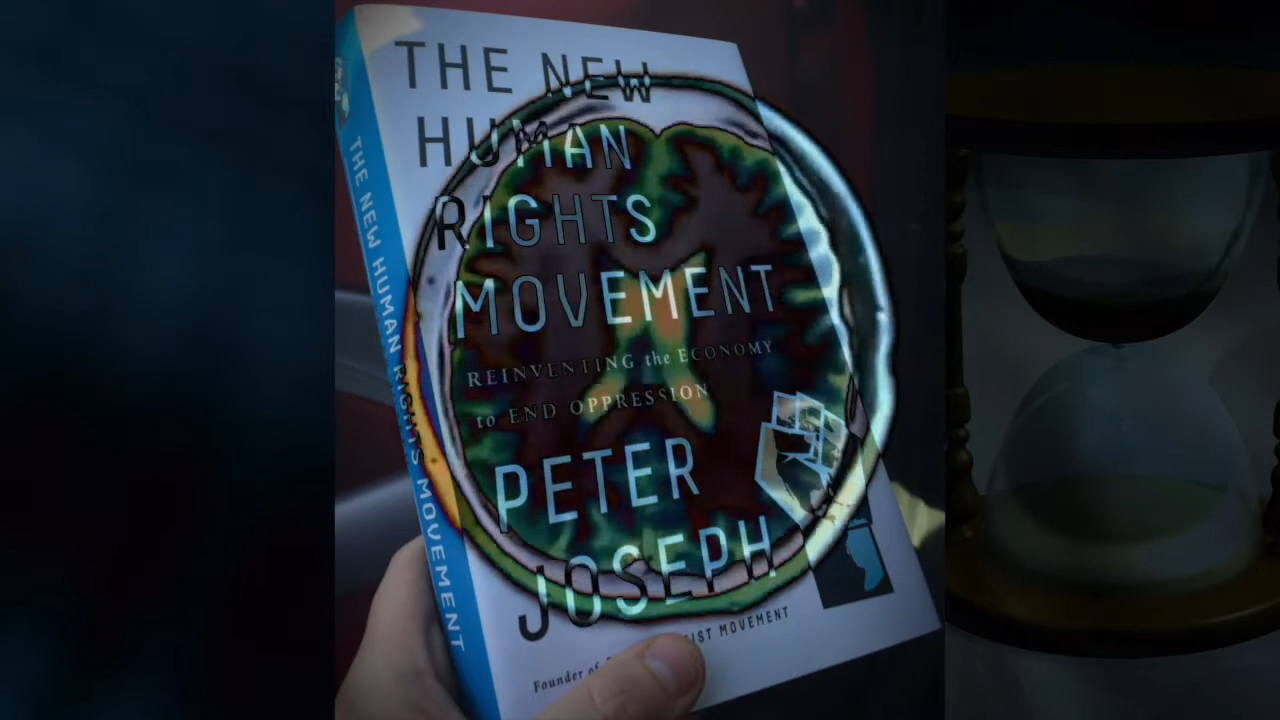 THE NEW
HUMAN
RIGHTS
MOVEMENT
REINVENTING the ECONOMY
to END OPPRESSION
PETER
JOSEPH
Founder of
MOVEMENT
THE NEW HUMAN RIGHTS MOVEMENT